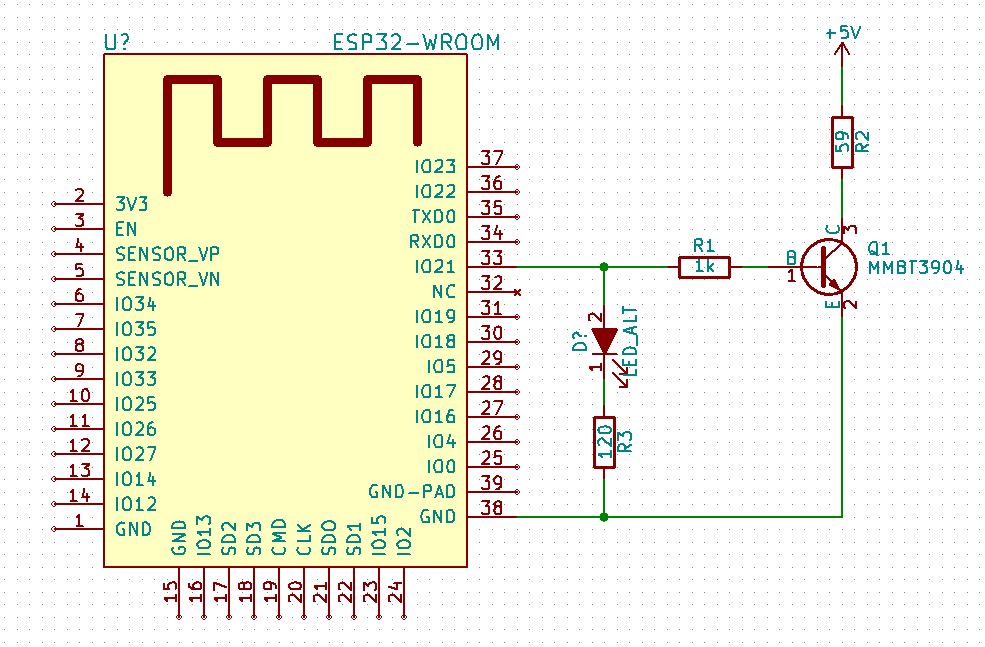 U?
ESP32-WROOM
2 3V3
3 EN
4 SENSOR_VP
5 SENSOR_VN
6 IO34
7 IO35
8 IO32
9 IO33
10 IO25
11 IO26
12 IO27
13 IO14
14 IO12
1 GND
IO23 37
IO22 36
TXD0 35
RXD0 34
IO21 33
NC 32
IO19 31
IO18 30
IO5 29
IO17 28
IO16 27
IO4 26
IO0 25
GND-PAD 39
GND 38
GND 15
IO13 16
SD2 17
SD3 18
CMD 19
CLK 20
SDO 21
SD1 22
IO15 23
IO2 24
D?
LED_ALT
2
1
120
R3
R1
1k
+5V
59
R2
C
3
B
1
E
2
Q1
MMBT3904